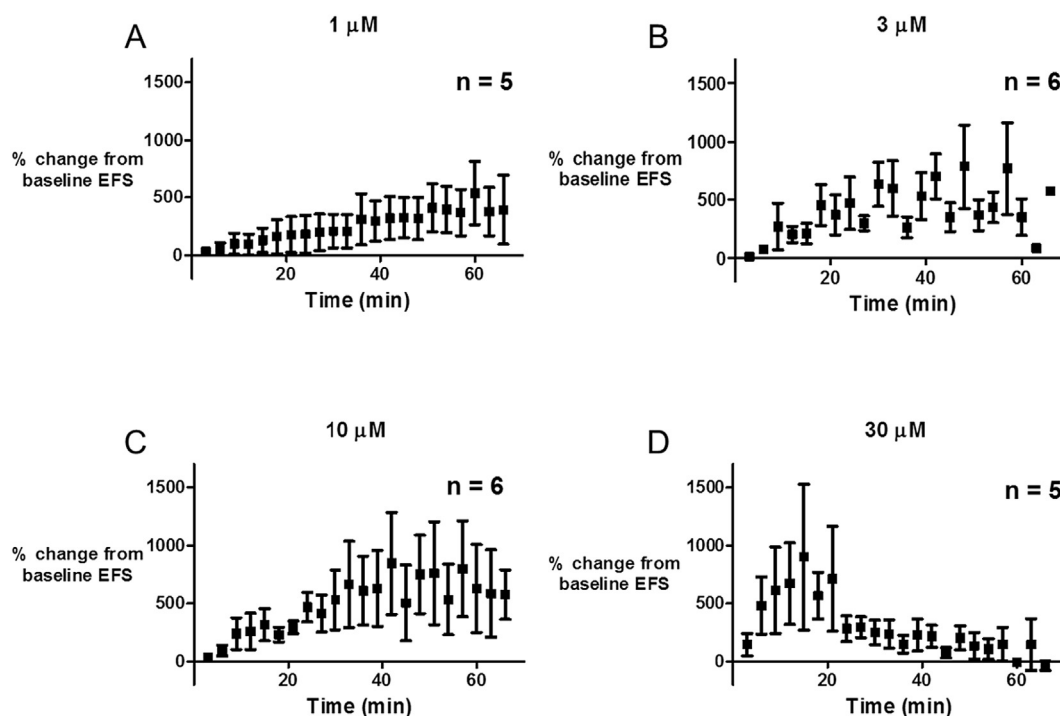 A
1 μM
1500
n = 5
1000
% change from
baseline EFS
500
0
20
40
60
Time (min)
B
3 μM
1500
n = 6
1000
% change from
baseline EFS
500
0
20
40
60
Time (min)
C
10 μM
1500
n = 6
1000
% change from
baseline EFS
500
0
20
40
60
Time (min)
D
30 μM
1500
n = 5
1000
% change from
baseline EFS
500
0
20
40
60
Time (min)